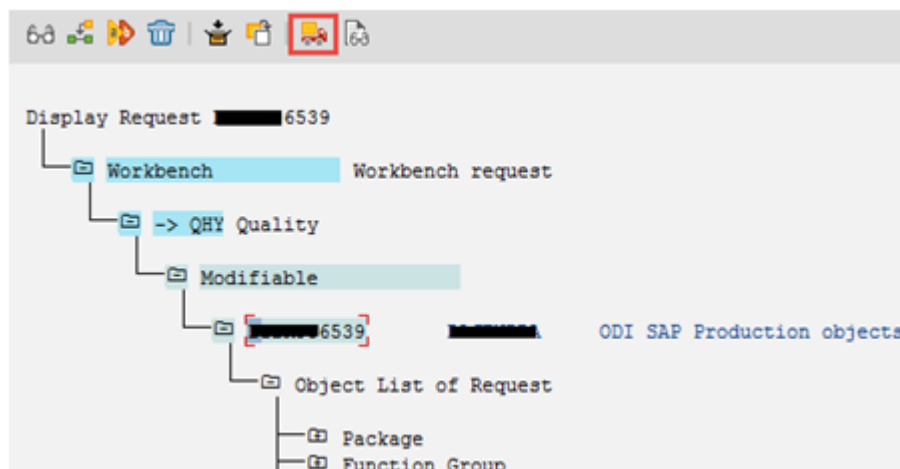 Display Request 6539
Workbench Workbench request
-> QHY Quality
Modifiable
6539 ODI SAP Production objects
Object List of Request
Package
Function Group